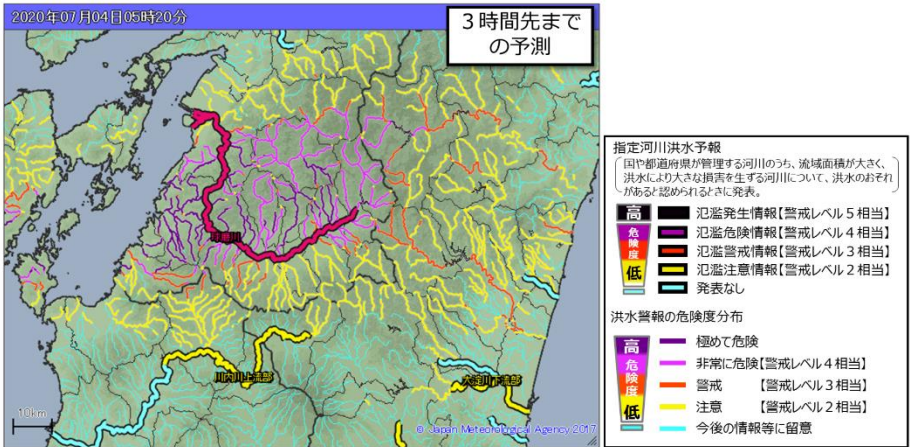 2020年07月04日05時20分
３時間先まで
の予測
球磨川
川内川上流部
大淀川下流部
10km
© Japan Meteorological Agency 2017
指定河川洪水予報
国や都道府県が管理する河川のうち、流域面積が大きく、
洪水により大きな損害を生ずる河川について、洪水のおそれ
があると認められるときに発表。
高
危険度
低
氾濫発生情報【警戒レベル５相当】
氾濫危険情報【警戒レベル４相当】
氾濫警戒情報【警戒レベル３相当】
氾濫注意情報【警戒レベル２相当】
発表なし
洪水警報の危険度分布
高
危険度
低
極めて危険
非常に危険【警戒レベル４相当】
警戒 【警戒レベル３相当】
注意 【警戒レベル２相当】
今後の情報等に留意